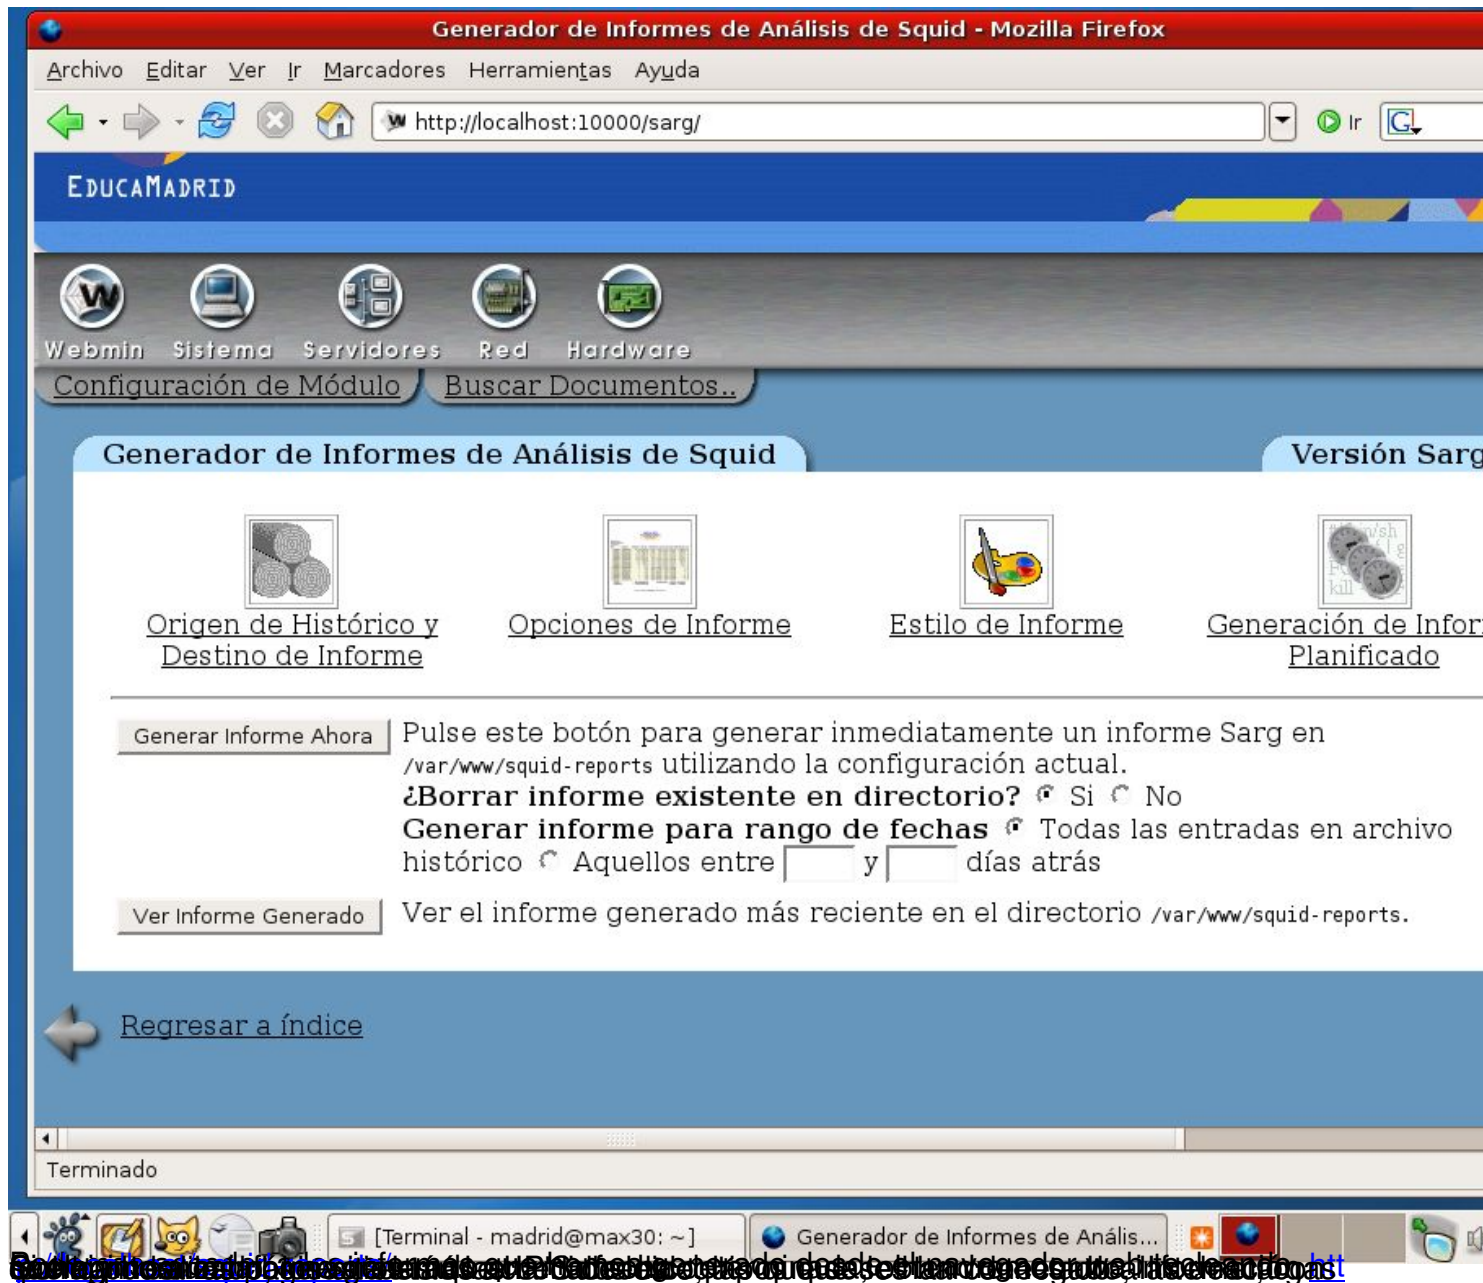 Generador de Informes de Análisis de Squid - Mozilla Firefox
Archivo Editar Ver Ir Marcadores Herramientas Ayuda
http://localhost:10000/sarg/ Ir
EDUCAMADRID
Webmin Sistema Servidores Red Hardware
Configuración de Módulo Buscar Documentos..
Generador de Informes de Análisis de Squid Versión Sarg
Origen de Histórico y Destino de Informe
Opciones de Informe
Estilo de Informe
Generación de Infor
Planificado
Generar Informe Ahora
Pulse este botón para generar inmediatamente un informe Sarg en
/var/www/squid-reports utilizando la configuración actual.
¿Borrar informe existente en directorio? Si No
Generar informe para rango de fechas Todas las entradas en archivo
histórico Aquellos entre y días atrás
Ver Informe Generado
Ver el informe generado más reciente en el directorio /var/www/squid-reports.
Regresar a índice
Terminado
[Terminal - madrid@max30: ~] Generador de Informes de Anális...
htt